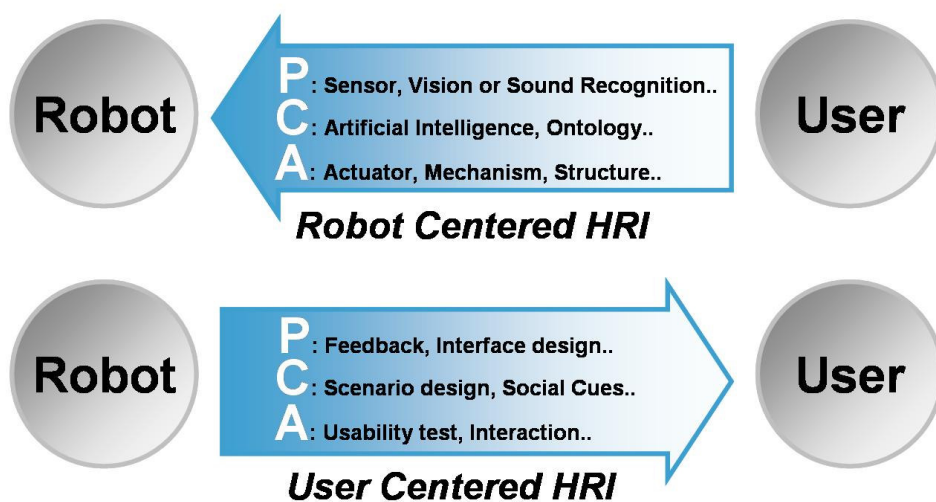 Robot
P: Sensor, Vision or Sound Recognition..
C: Artificial Intelligence, Ontology..
A: Actuator, Mechanism, Structure..
User
Robot Centered HRI
Robot
P: Feedback, Interface design..
C: Scenario design, Social Cues..
A: Usability test, Interaction..
User
User Centered HRI